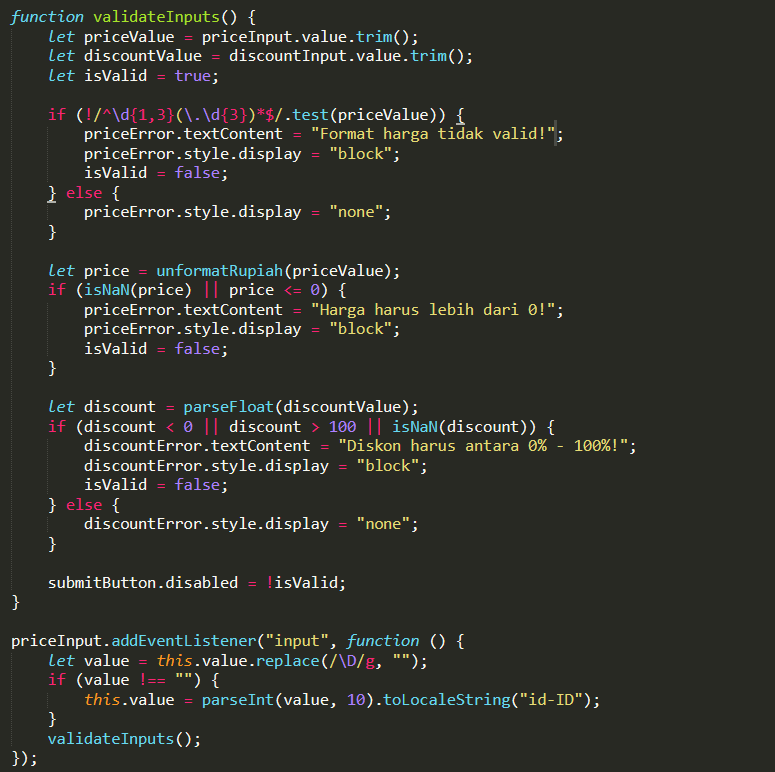 function validateInputs() {
    let priceValue = priceInput.value.trim();
    let discountValue = discountInput.value.trim();
    let isValid = true;

    if (!/^\d{1,3}(\.\d{3})*$/.test(priceValue)) {
        priceError.textContent = "Format harga tidak valid!";
        priceError.style.display = "block";
        isValid = false;
    } else {
        priceError.style.display = "none";
    }

    let price = unformatRupiah(priceValue);
    if (isNaN(price) || price <= 0) {
        priceError.textContent = "Harga harus lebih dari 0!";
        priceError.style.display = "block";
        isValid = false;
    }

    let discount = parseFloat(discountValue);
    if (discount < 0 || discount > 100 || isNaN(discount)) {
        discountError.textContent = "Diskon harus antara 0% - 100%!";
        discountError.style.display = "block";
        isValid = false;
    } else {
        discountError.style.display = "none";
    }

    submitButton.disabled = !isValid;
}

priceInput.addEventListener("input", function () {
    let value = this.value.replace(/\D/g, "");
    if (value !== "") {
        this.value = parseInt(value, 10).toLocaleString("id-ID");
    }
    validateInputs();
});